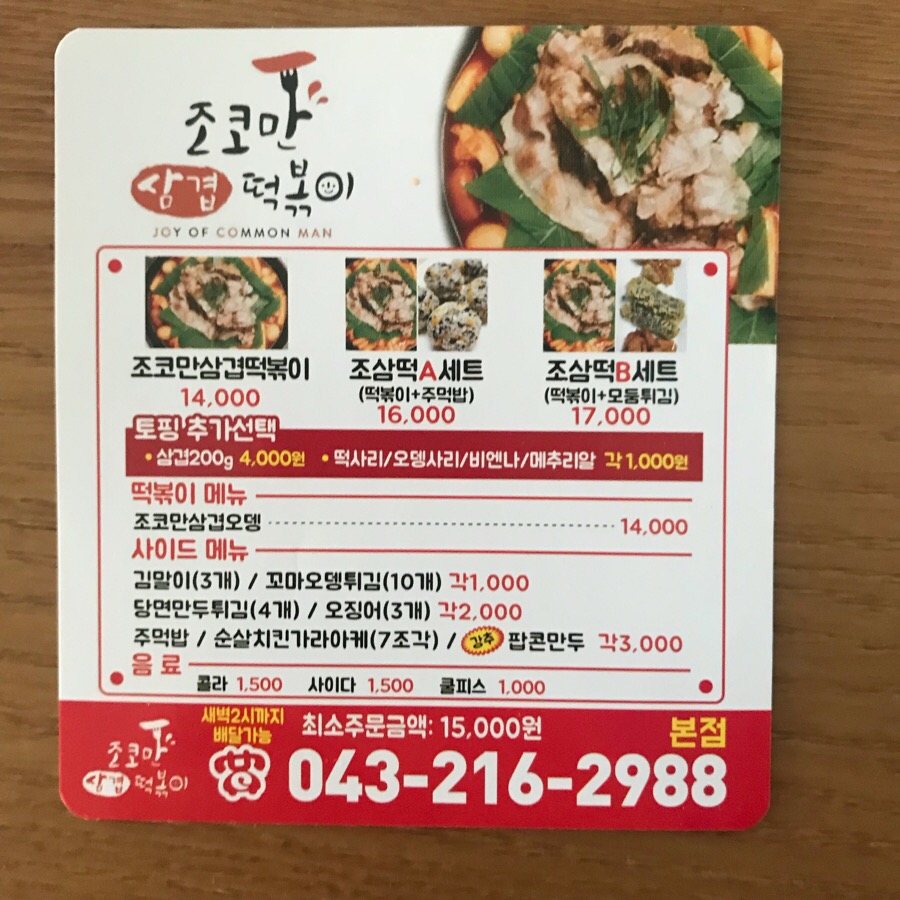 조코만
삼겹 떡볶이
JOY OF COMMON MAN
조코만삼겹떡볶이
14,000
조삼떡A세트
(떡볶이+주먹밥)
16,000
조삼떡B세트
(떡볶이+모둠튀김)
17,000
토핑 추가선택
• 삼겹200g 4,000원 • 떡사리/오뎅사리/비엔나/메추리알 각1,000원
떡볶이 메뉴
조코만삼겹오뎅 14,000
사이드 메뉴
김말이(3개) / 꼬마오뎅튀김(10개) 각1,000
당면만두튀김(4개) / 오징어(3개) 각2,000
주먹밥 / 순살치킨가라아케(7조각) / 강추 팝콘만두 각3,000
음료
콜라 1,500 사이다 1,500 쿨피스 1,000
새벽2시까지
배달가능
최소주문금액: 15,000원
본점
조코만
삼겹 떡볶이
043-216-2988